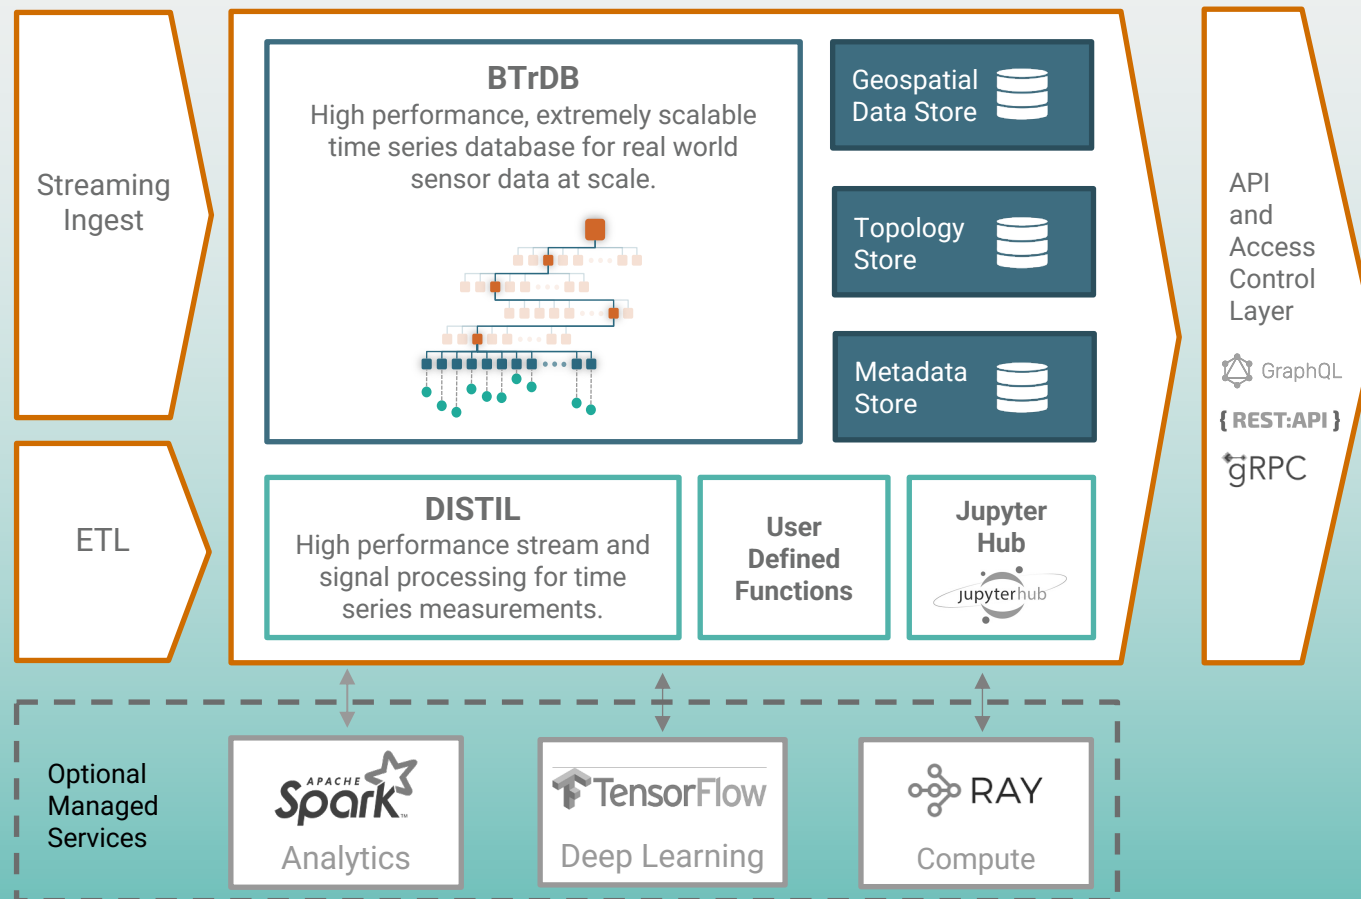 Streaming
Ingest
ETL
BTrDB
High performance, extremely scalable
time series database for real world
sensor data at scale.
Geospatial
Data Store
Topology
Store
Metadata
Store
DISTIL
High performance stream and
signal processing for time
series measurements.
User
Defined
Functions
Jupyter
Hub
jupyterhub
API
and
Access
Control
Layer
GraphQL
{ REST:API }
gRPC
Optional
Managed
Services
APACHE
Spark™
Analytics
TensorFlow
Deep Learning
RAY
Compute